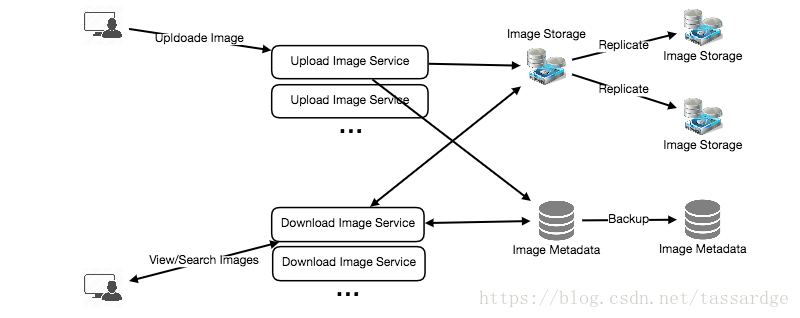 Upldoade Image
Image Storage
Upload Image Service
Replicate
Image Storage
Upload Image Service
Replicate
...
Image Storage
Download Image Service
Backup
Image Metadata
Image Metadata
View/Search Images
Download Image Service
...
https://blog.csdn.net/tassardge